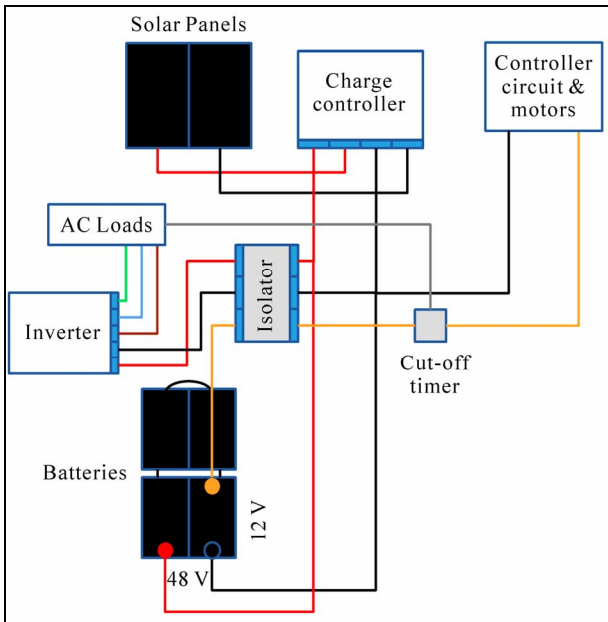 Solar Panels
Charge
controller
Controller
circuit &
motors
AC Loads
Isolator
Inverter
Cut-off
timer
Batteries
12 V
48 V